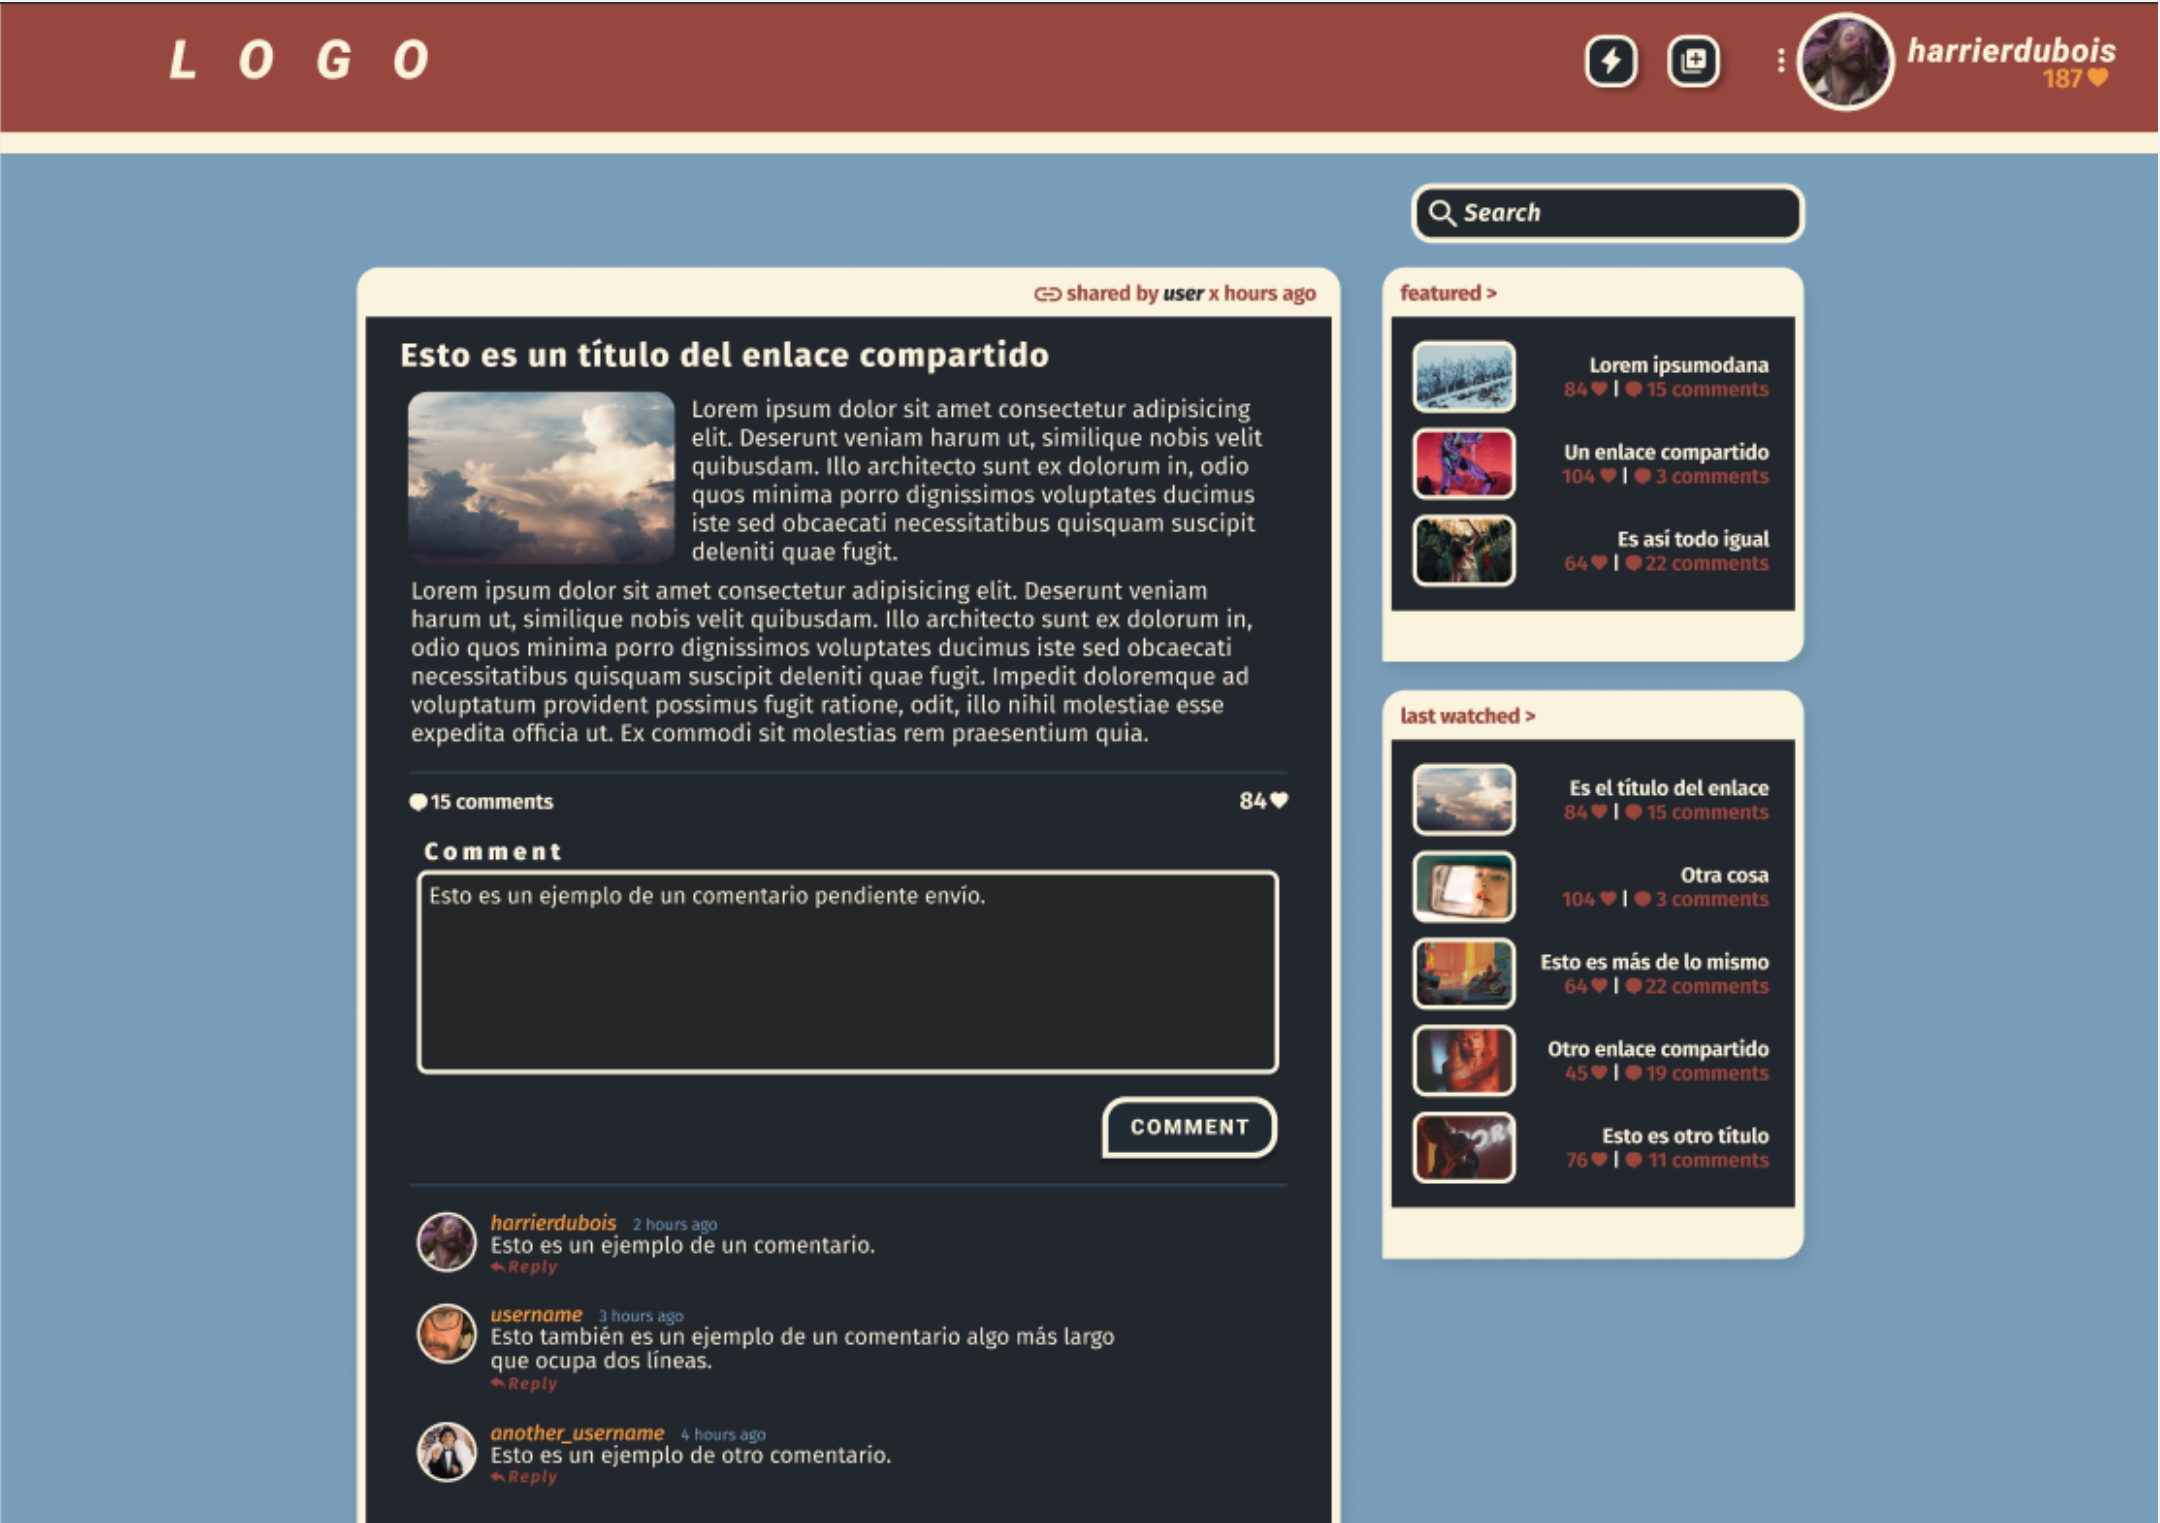 L O G O
harrierdubois
187
Search
shared by user x hours ago
Esto es un título del enlace compartido
Lorem ipsum dolor sit amet consectetur adipisicing
elit. Deserunt veniam harum ut, similique nobis velit
quibusdam. Illo architecto sunt ex dolorum in, odio
quos minima porro dignissimos voluptates ducimus
iste sed obcaecati necessitatibus quisquam suscipit
deleniti quae fugit.
Lorem ipsum dolor sit amet consectetur adipisicing elit. Deserunt veniam
harum ut, similique nobis velit quibusdam. Illo architecto sunt ex dolorum in,
odio quos minima porro dignissimos voluptates ducimus iste sed obcaecati
necessitatibus quisquam suscipit deleniti quae fugit. Impedit doloremque ad
voluptatum provident possimus fugit ratione, odit, illo nihil molestiae esse
expedita officia ut. Ex commodi sit molestias rem praesentium quia.
15 comments
84
Comment
Esto es un ejemplo de un comentario pendiente envío.
COMMENT
harrierdubois 2 hours ago
Esto es un ejemplo de un comentario.
Reply
username 3 hours ago
Esto también es un ejemplo de un comentario algo más largo
que ocupa dos líneas.
Reply
another_username 4 hours ago
Esto es un ejemplo de otro comentario.
Reply
featured >
Lorem ipsumodana
84 | 15 comments
Un enlace compartido
104 | 3 comments
Es así todo igual
64 | 22 comments
last watched >
Es el título del enlace
84 | 15 comments
Otra cosa
104 | 3 comments
Esto es más de lo mismo
64 | 22 comments
Otro enlace compartido
45 | 19 comments
Esto es otro título
76 | 11 comments